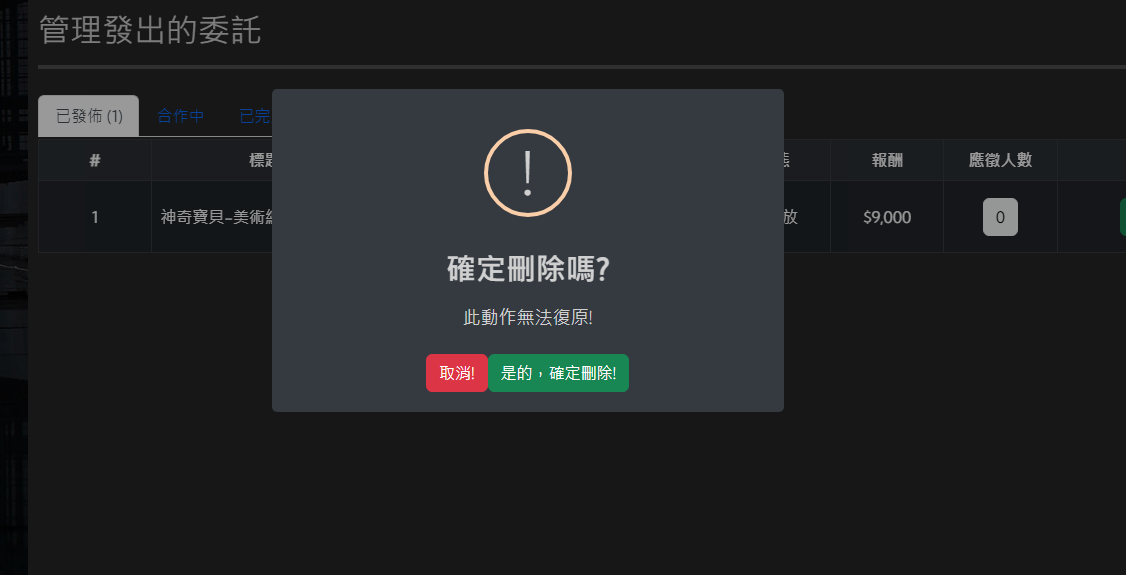 管理發出的委託
已發佈 (1) 合作中 已完
# 標題 報酬 應徵人數
1 神奇寶貝-美術 放 $9,000 0
!
確定刪除嗎?
此動作無法復原!
取消! 是的，確定刪除!